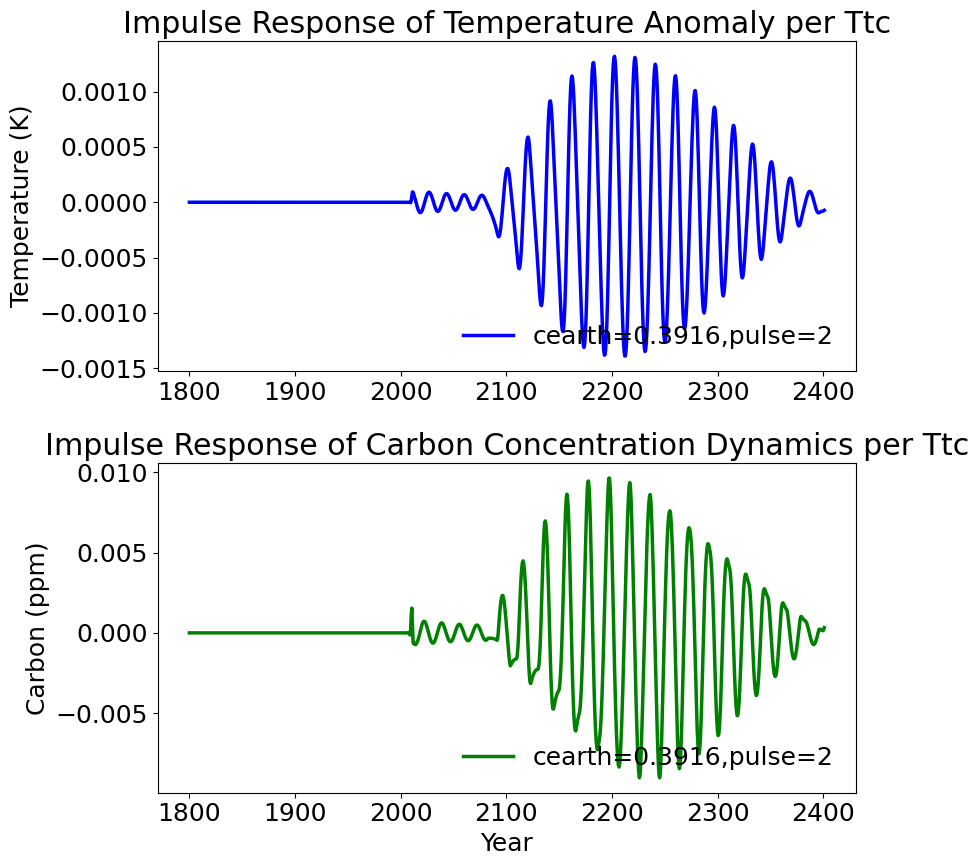 Impulse Response of Temperature Anomaly per Ttc
Temperature (K)
0.0010
0.0005
0.0000
−0.0005
−0.0010
−0.0015
cearth=0.3916,pulse=2
1800 1900 2000 2100 2200 2300 2400
Impulse Response of Carbon Concentration Dynamics per Ttc
Carbon (ppm)
0.010
0.005
0.000
−0.005
cearth=0.3916,pulse=2
1800 1900 2000 2100 2200 2300 2400
Year